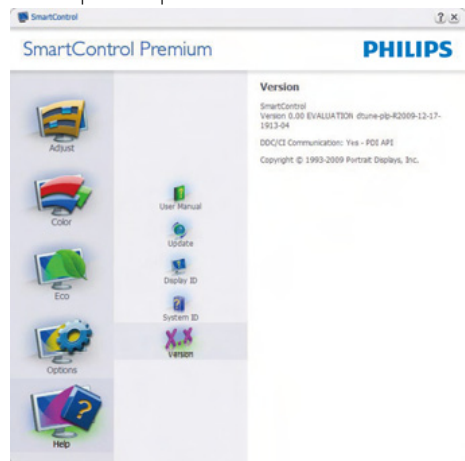 SmartControl
SmartControl Premium
PHILIPS
Adjust
Color
Eco
Options
Help
User Manual
Update
Display ID
System ID
X.X
Version
Version
SmartControl
Version 0.00 EVALUATION dtune-plp-R2009-12-17-
1913-04
DDC/CI Communication: Yes - PDI API
Copyright © 1993-2009 Portrait Displays, Inc.